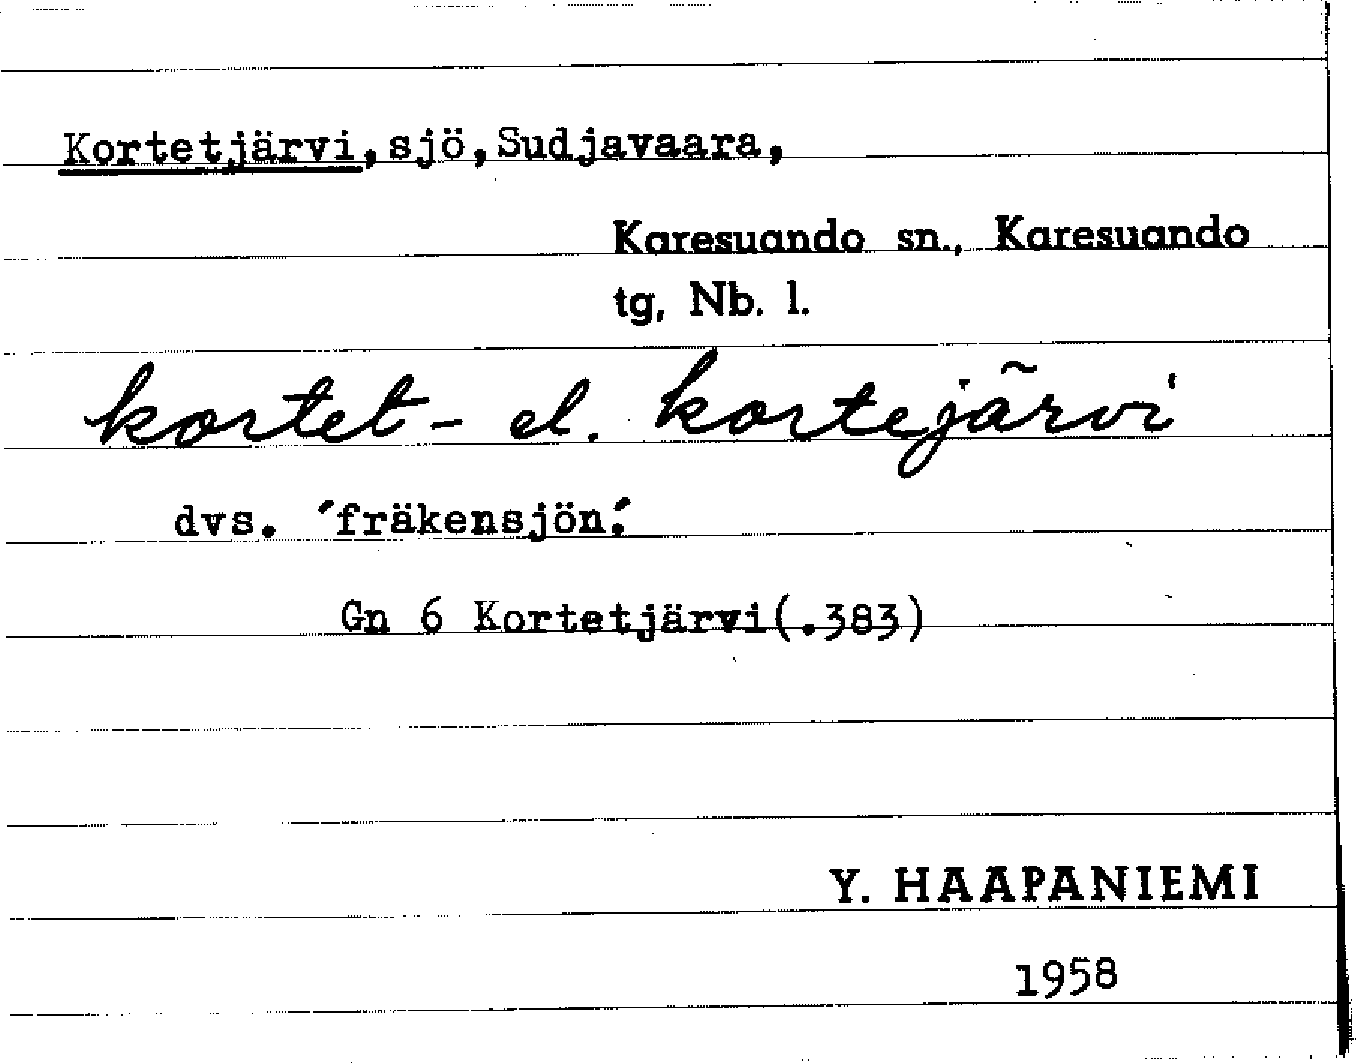 Kortetjärvi, sjö, Sudjavaara,
Karesuando sn., Karesuando
tg, Nb. l.
kortet- el. kortejärvi
dvs. ´fräkensjön´.
Gn 6 Kortetjärvi(.383)
Y. HAAPANIEMI
1958